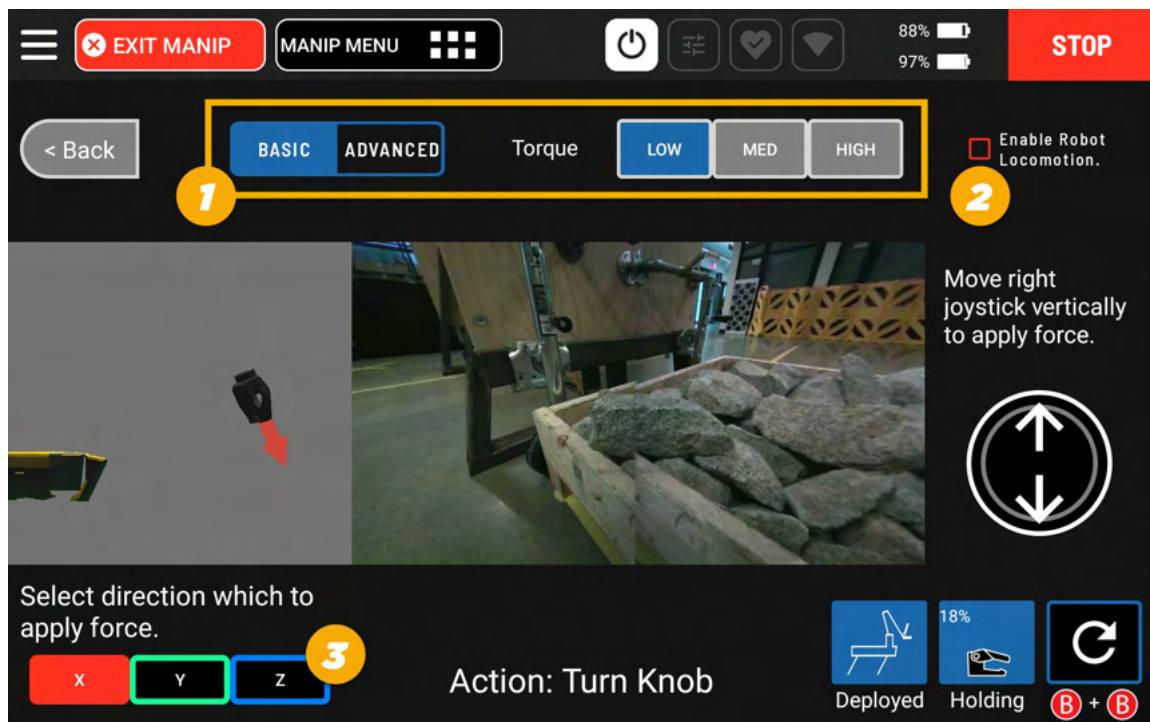 EXIT MANIP
MANIP MENU
88%
97%
STOP
< Back
BASIC
ADVANCED
Torque
LOW
MED
HIGH
Enable Robot
Locomotion.
1
2
Move right
joystick vertically
to apply force.
Select direction which to
apply force.
3
X
Y
Z
Action: Turn Knob
Deployed
18%
Holding
B + B